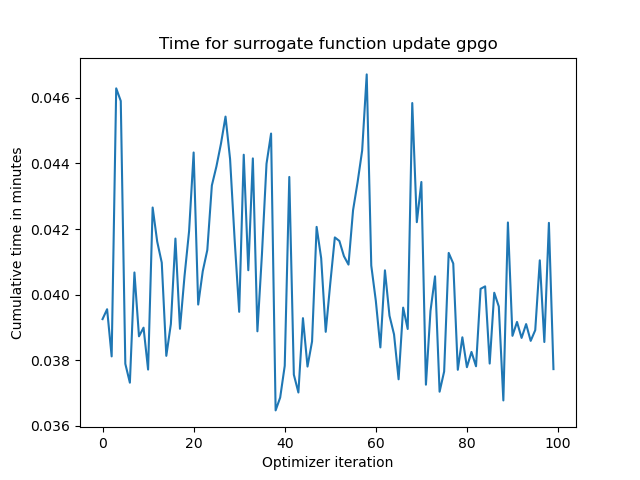 Time for surrogate function update gpgo
Cumulative time in minutes
0.046
0.044
0.042
0.040
0.038
0.036
0 20 40 60 80 100
Optimizer iteration